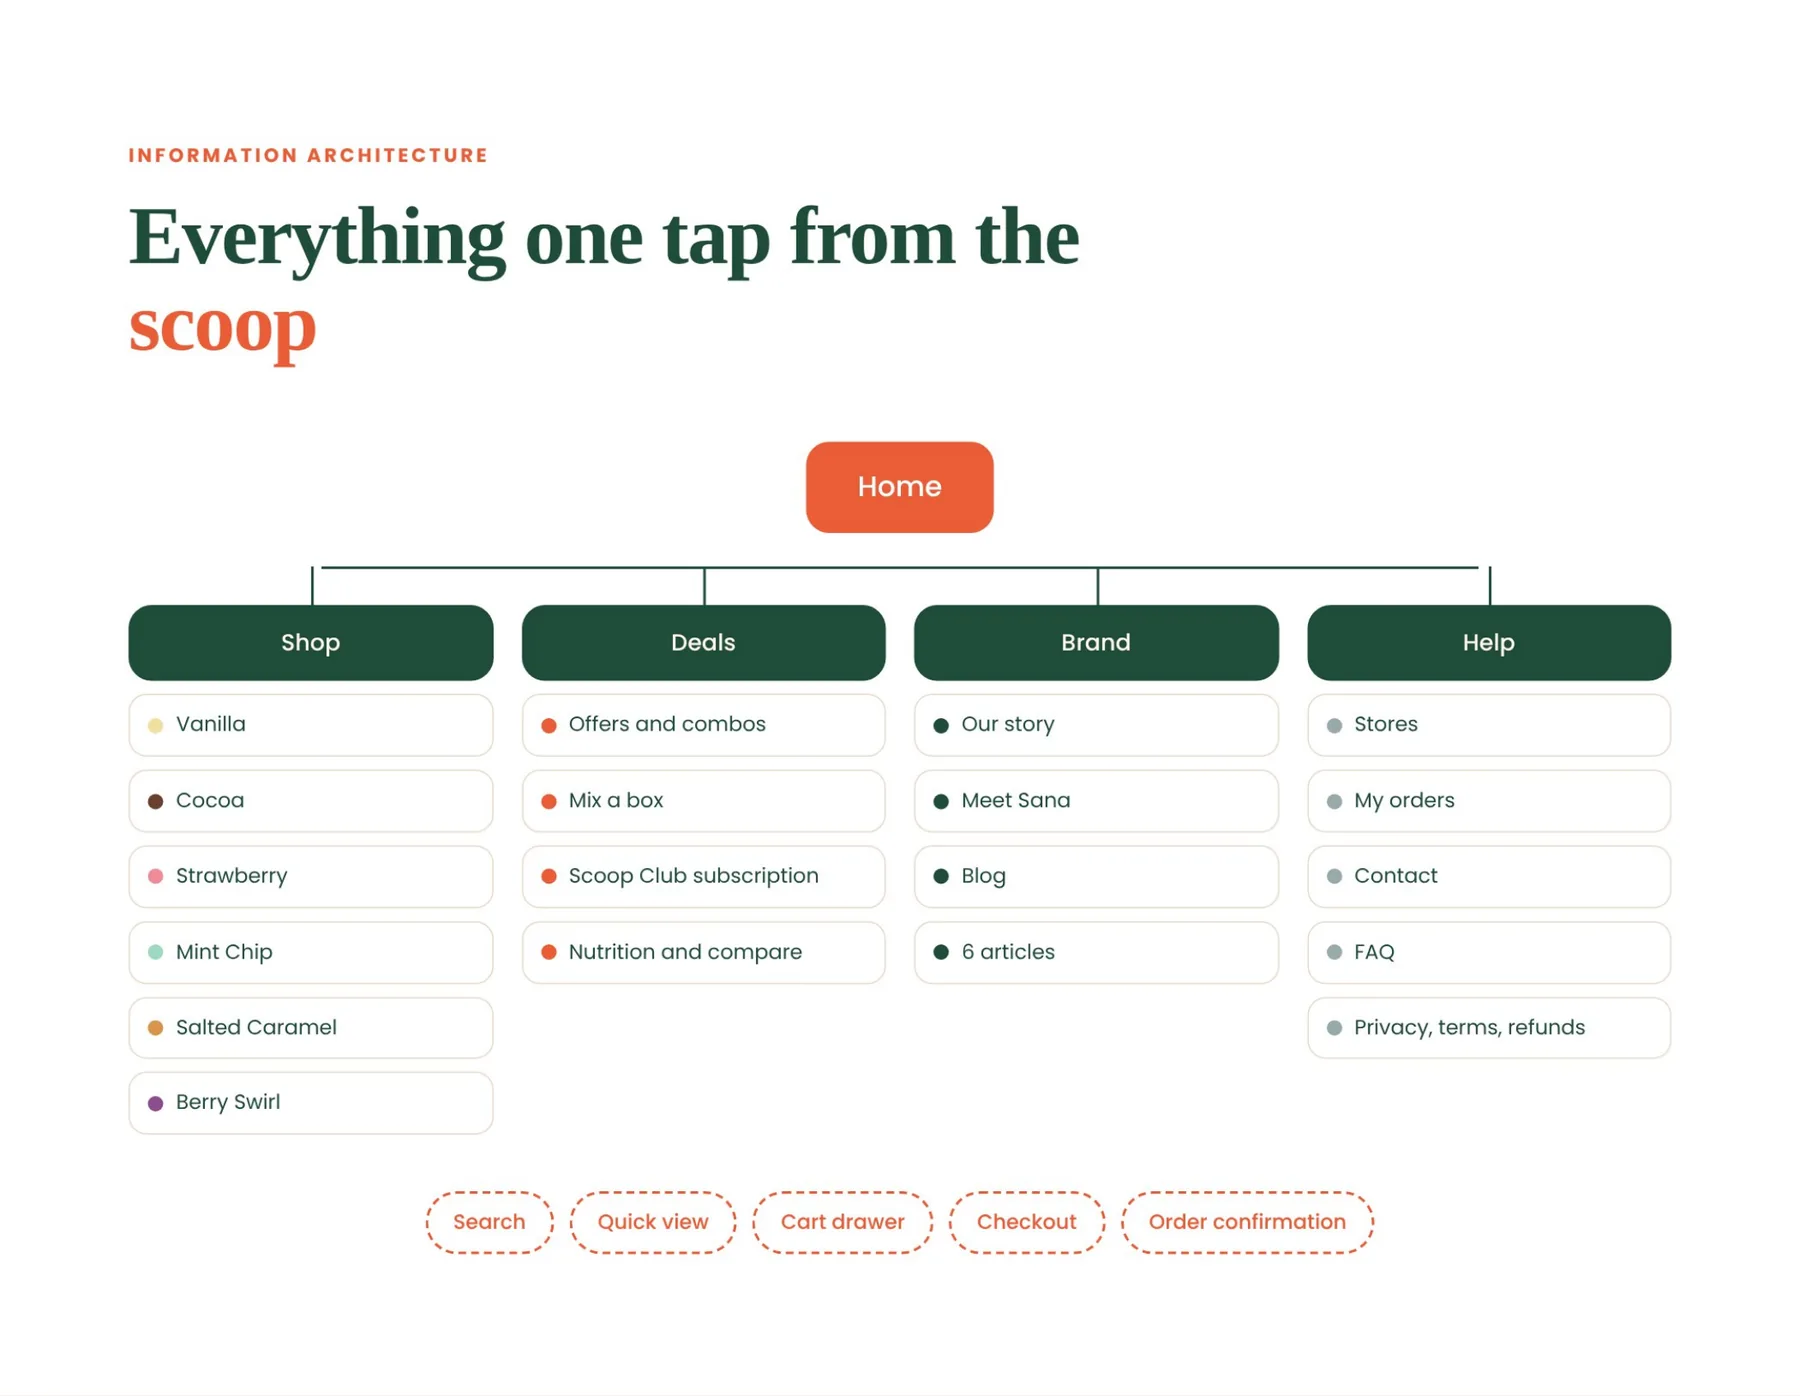 INFORMATION ARCHITECTURE
Everything one tap from the
scoop
Home
Shop
Vanilla
Cocoa
Strawberry
Mint Chip
Salted Caramel
Berry Swirl
Deals
Offers and combos
Mix a box
Scoop Club subscription
Nutrition and compare
Brand
Our story
Meet Sana
Blog
6 articles
Help
Stores
My orders
Contact
FAQ
Privacy, terms, refunds
Search
Quick view
Cart drawer
Checkout
Order confirmation